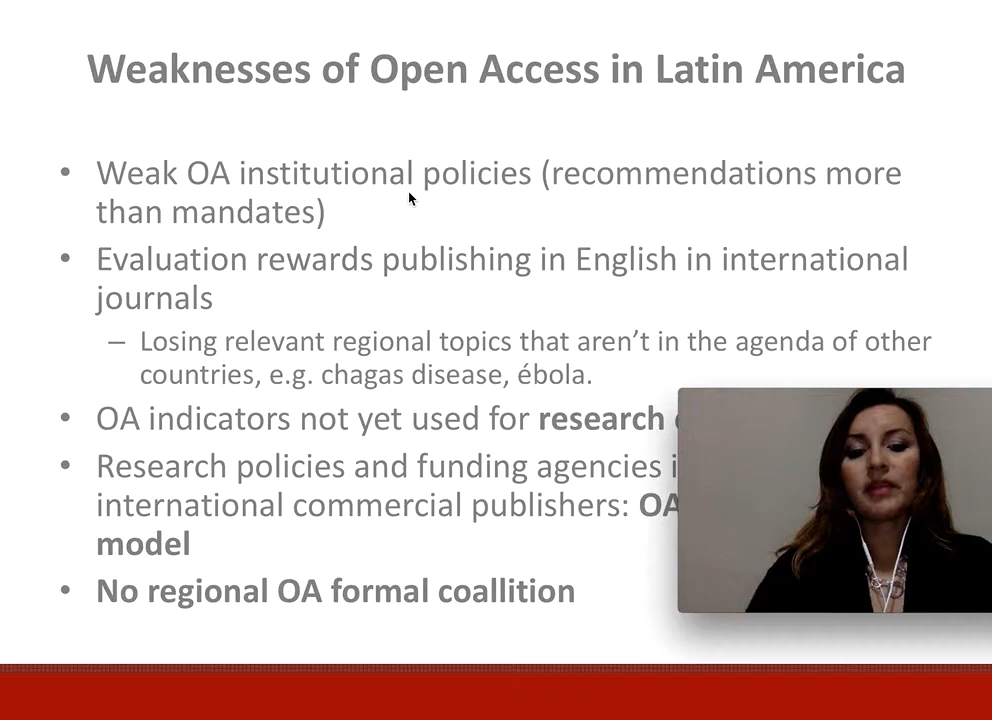 Weaknesses of Open Access in Latin America
• Weak OA institutional policies (recommendations more
than mandates)
• Evaluation rewards publishing in English in international
journals
– Losing relevant regional topics that aren’t in the agenda of other
countries, e.g. chagas disease, ébola.
• OA indicators not yet used for research
• Research policies and funding agencies
international commercial publishers: OA
model
• No regional OA formal coallition